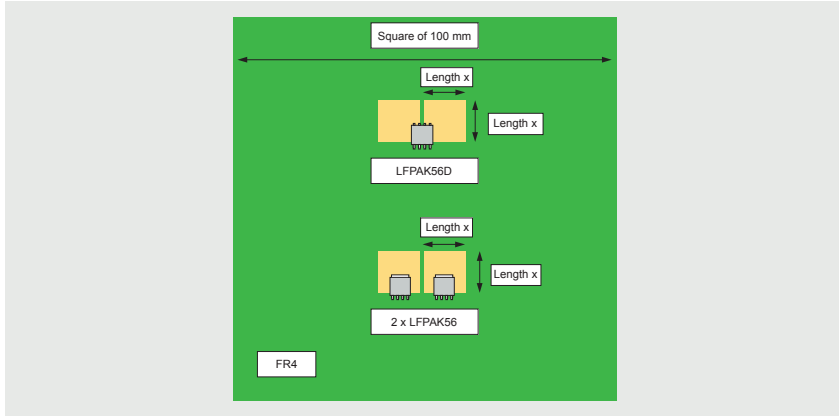 Square of 100 mm
Length x
Length x
LFPAK56D
Length x
Length x
2 x LFPAK56
FR4